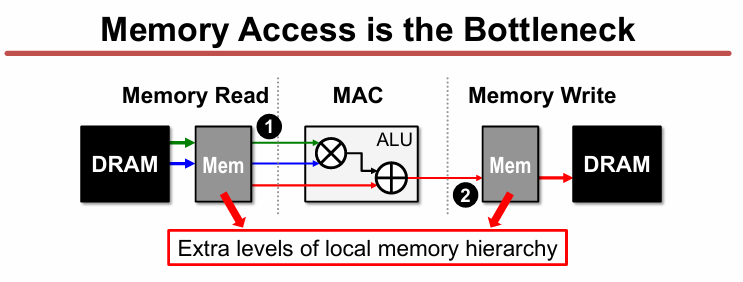 Memory Access is the Bottleneck
Memory Read
MAC
Memory Write
1
ALU
DRAM
Mem
Mem
DRAM
2
Extra levels of local memory hierarchy